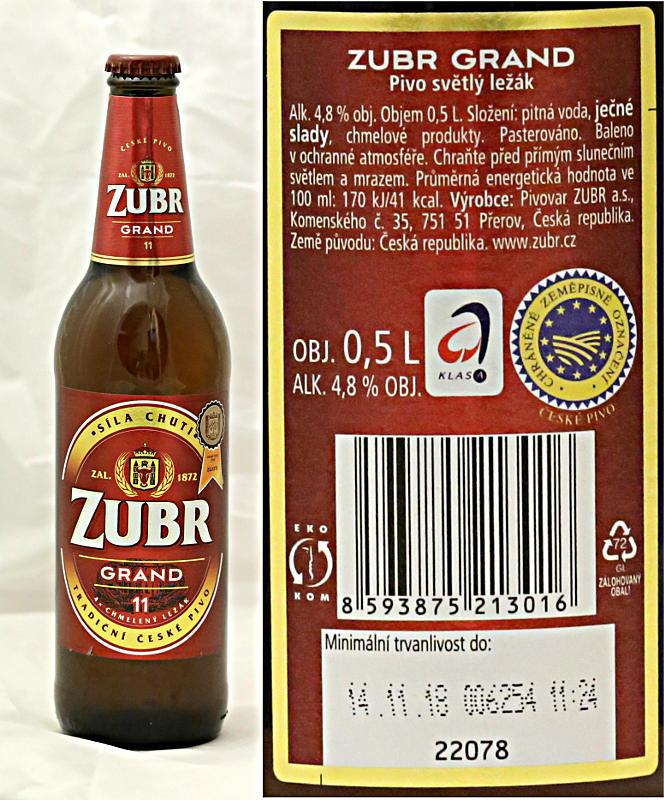 ČESKÉ PIVO
ZAL. 1872
ZUBR
GRAND
11
•SÍLA CHUTI•
ZAL. 1872
ZUBR
GRAND
11
CHMELENÝ LEŽÁK
TRADIČNÍ ČESKÉ PIVO
ZUBR GRAND
Pivo světlý ležák
Alk. 4,8 % obj. Objem 0,5 L. Složení: pitná voda, ječné
slady, chmelové produkty. Pasterováno. Baleno
v ochranné atmosféře. Chraňte před přímým slunečním
světlem a mrazem. Průměrná energetická hodnota ve
100 ml: 170 kJ/41 kcal. Výrobce: Pivovar ZUBR a.s.,
Komenského č. 35, 751 51 Přerov, Česká republika.
Země původu: Česká republika. www.zubr.cz
OBJ. 0,5 L
ALK. 4,8 % OBJ.
KLASA
CHRÁNĚNÉ ZEMĚPISNÉ OZNAČENÍ
ČESKÉ PIVO
EKO
KOM
72
GL
ZÁLOHOVANÝ
OBAL!
8 593875 213016
Minimální trvanlivost do:
14.11.18 006254 11:24
22078